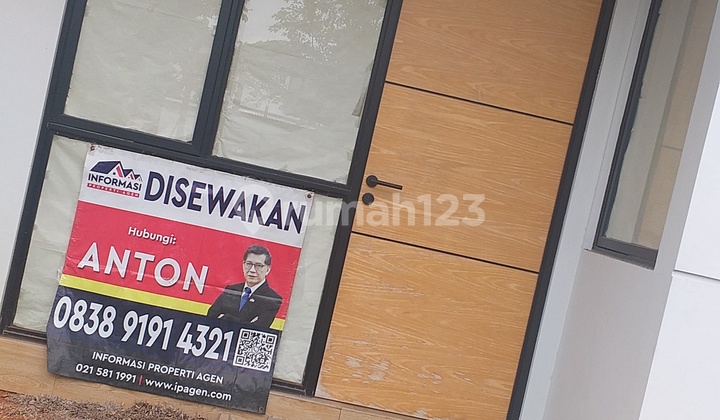 INFORMASI
PROPERTI AGEN
DISEWAKAN
Hubungi:
ANTON
0838 9191 4321
INFORMASI PROPERTI AGEN
021 581 1991 | www.ipagen.com
rumah123